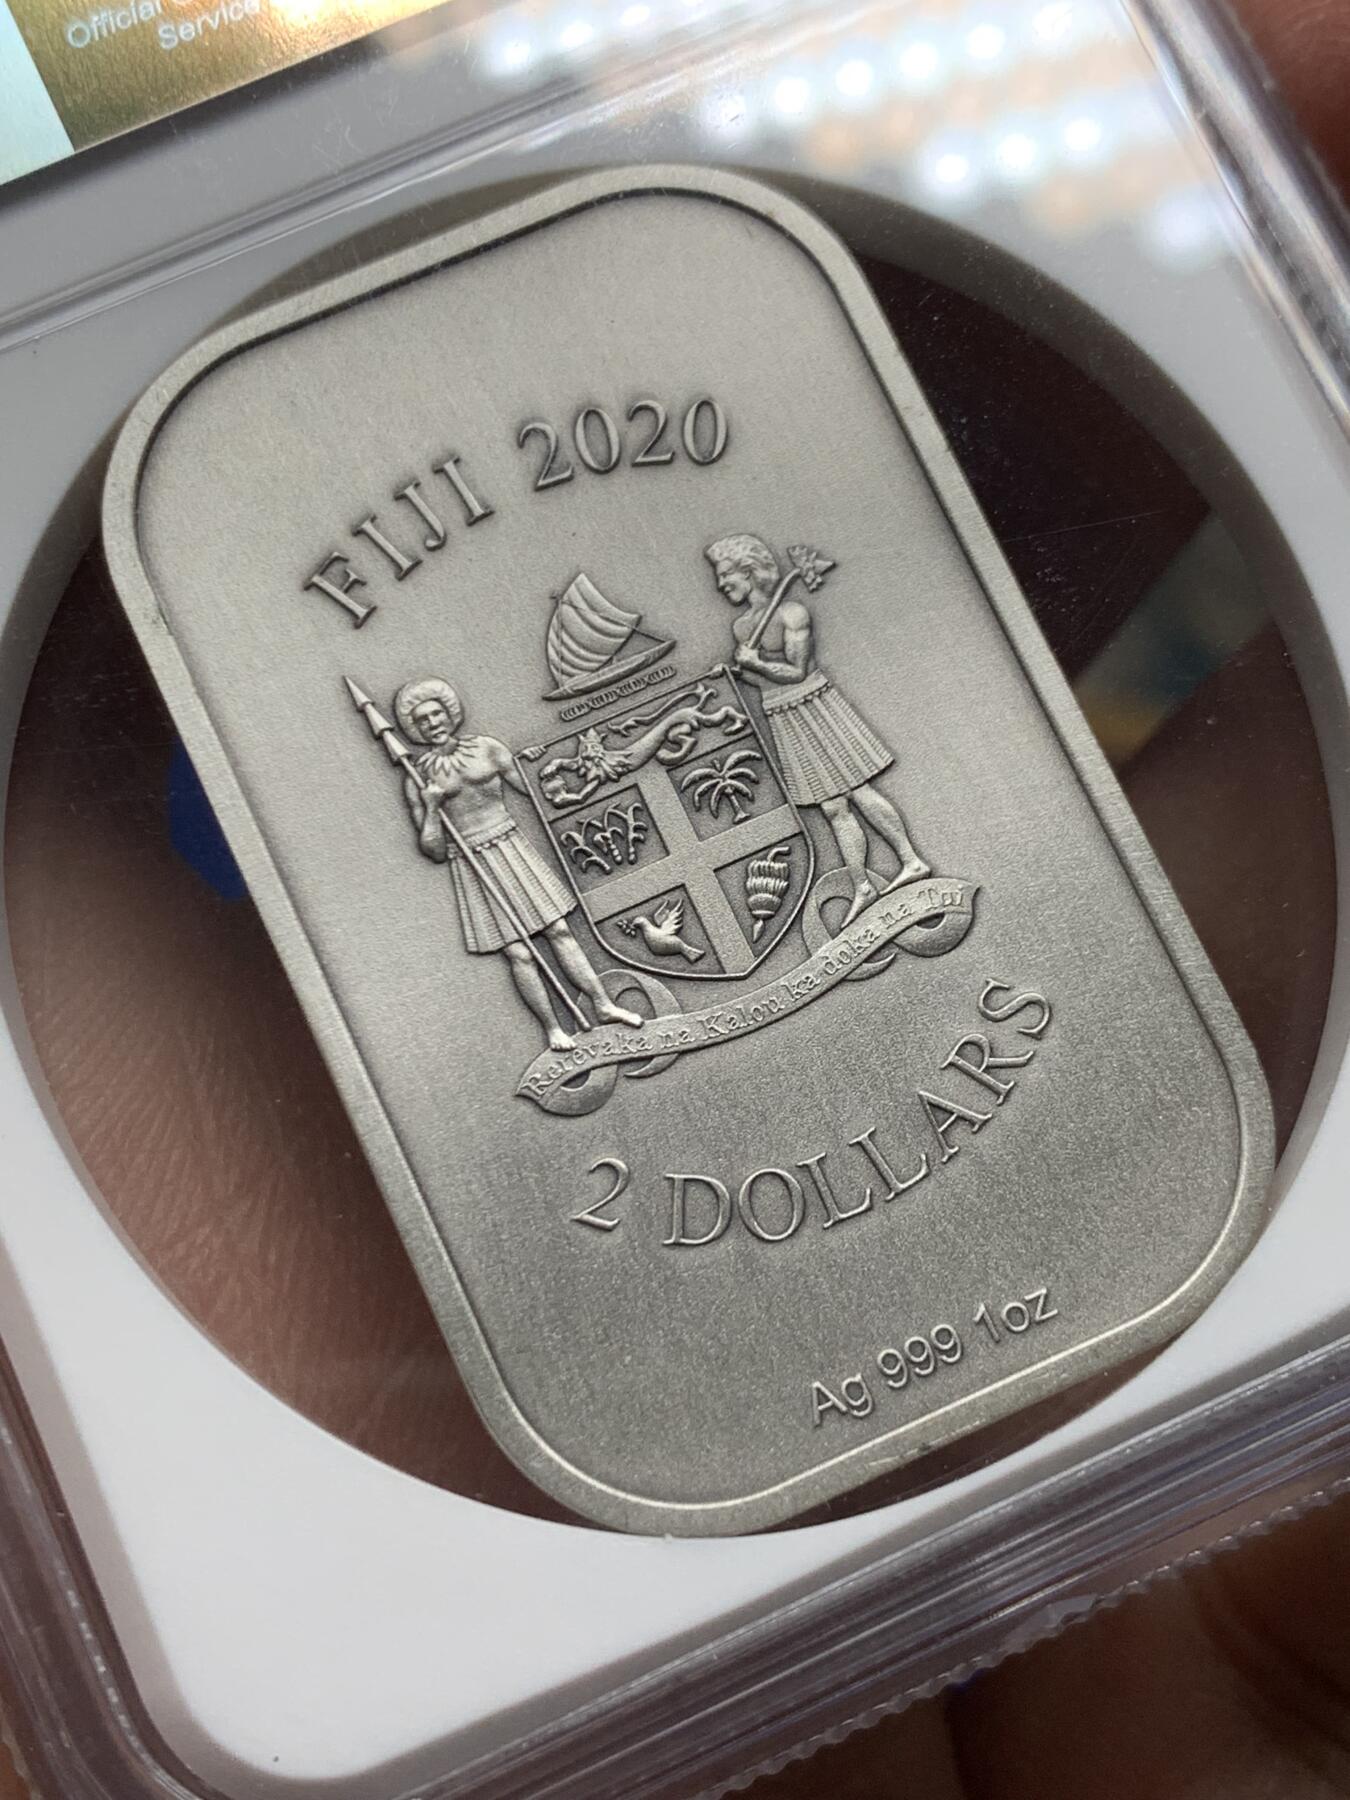 Official
Service
FIJI 2020
Rerevaka na Kalou ka doka na Tui
2 DOLLARS
Ag 999 1oz